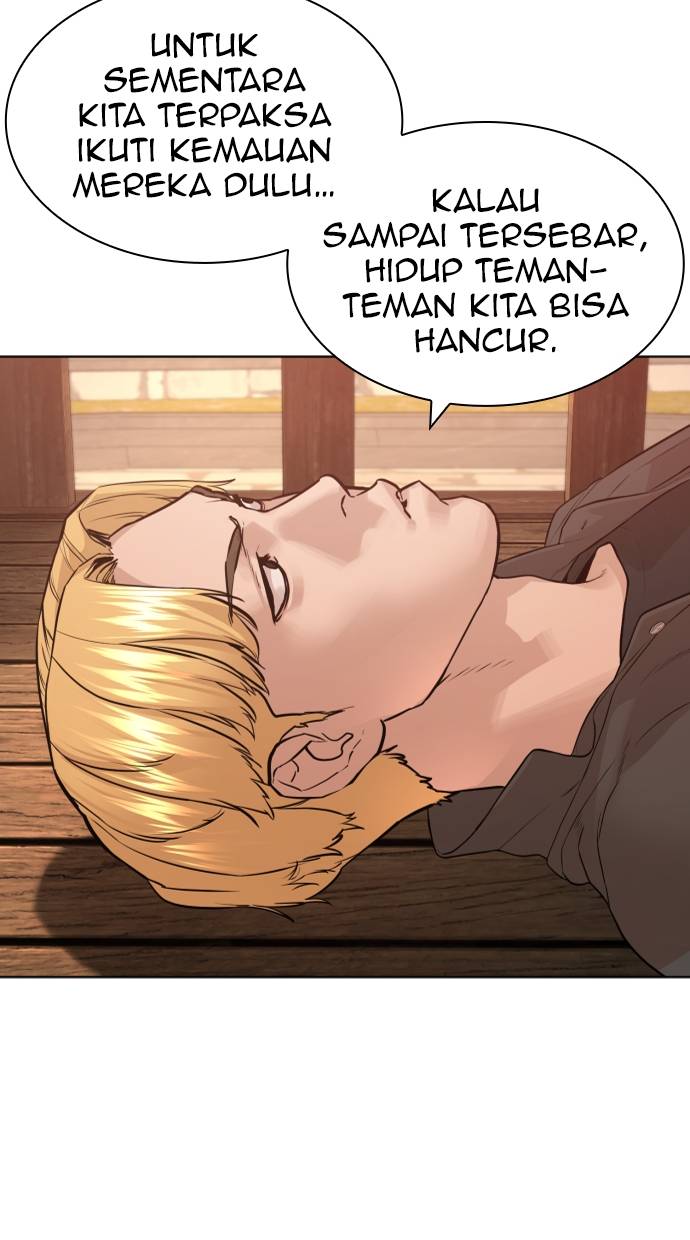 UNTUK
SEMENTARA
KITA TERPAKSA
IKUTI KEMAUAN
MEREKA DULU...
KALAU
SAMPAI TERSEBAR,
HIDUP TEMAN-
TEMAN KITA BISA
HANCUR.